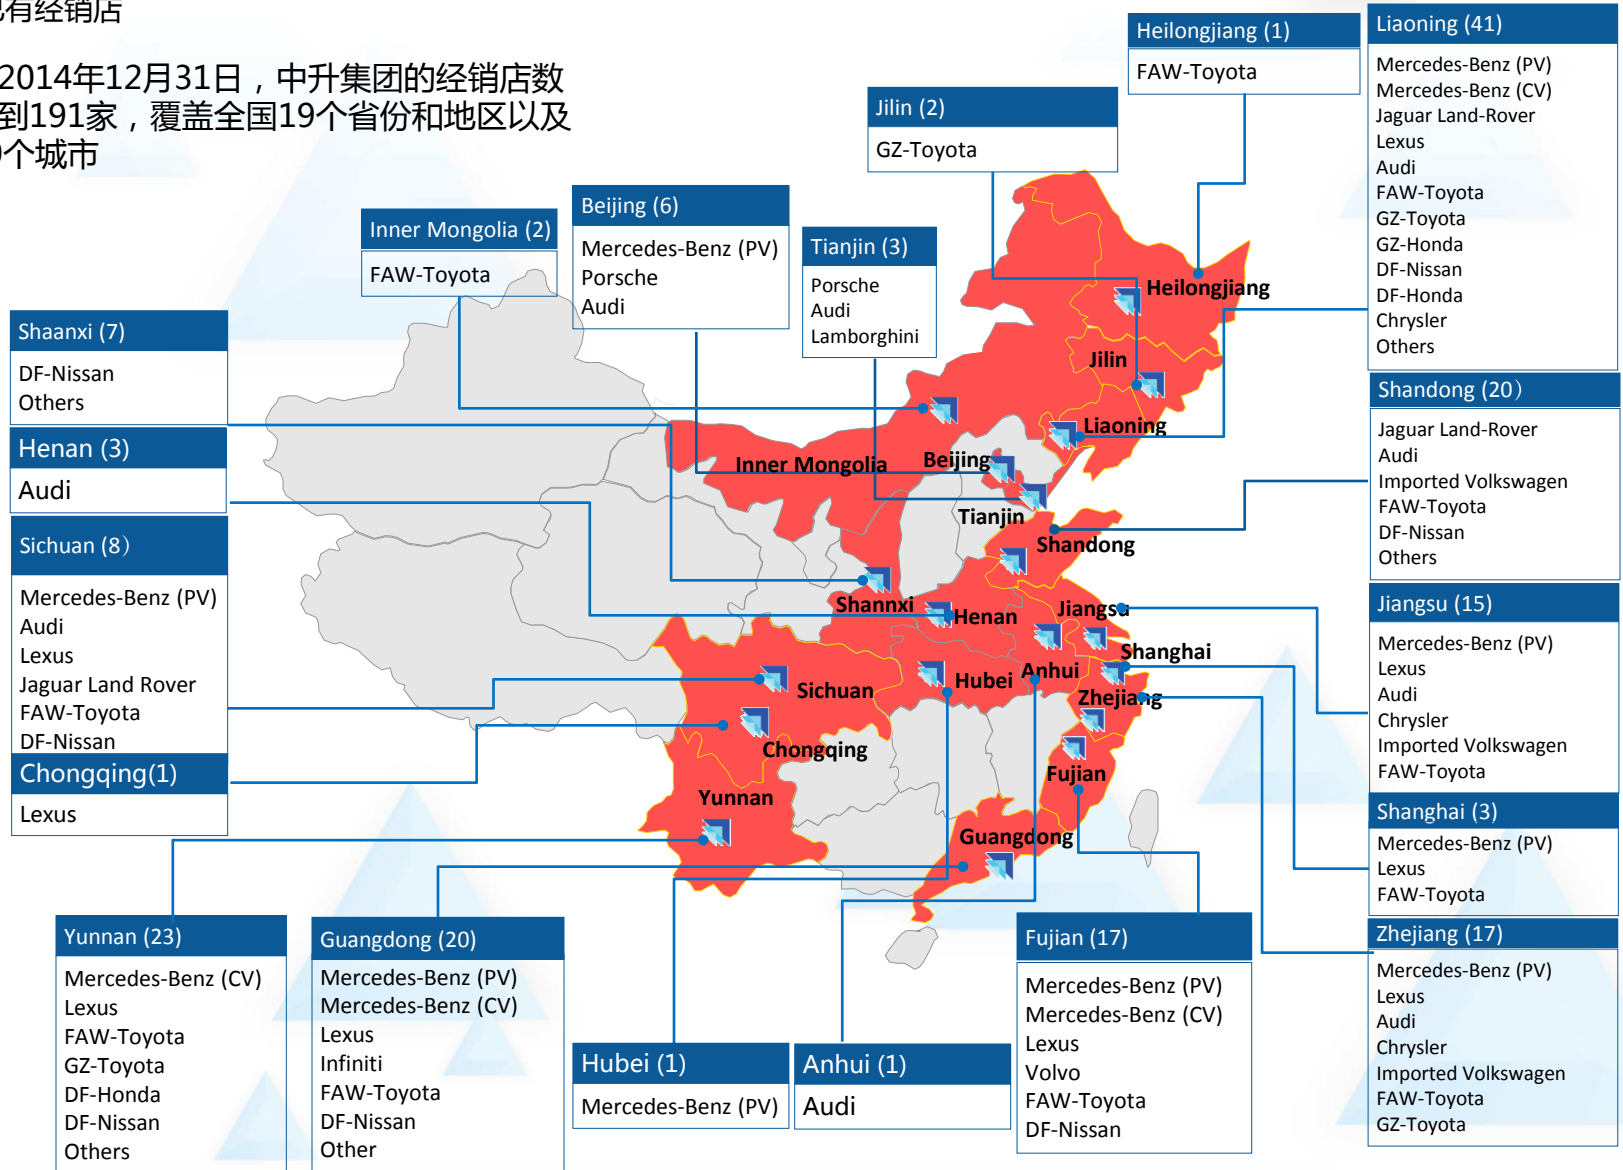 有经销店
2014年12月31日，中升集团的经销店数
到191家，覆盖全国19个省份和地区以及
个城市
Heilongjiang (1)
FAW-Toyota
Liaoning (41)
Mercedes-Benz (PV)
Mercedes-Benz (CV)
Jaguar Land-Rover
Lexus
Audi
FAW-Toyota
GZ-Toyota
GZ-Honda
DF-Nissan
DF-Honda
Chrysler
Others
Jilin (2)
GZ-Toyota
Inner Mongolia (2)
FAW-Toyota
Beijing (6)
Mercedes-Benz (PV)
Porsche
Audi
Tianjin (3)
Porsche
Audi
Lamborghini
Shaanxi (7)
DF-Nissan
Others
Henan (3)
Audi
Sichuan (8）
Mercedes-Benz (PV)
Audi
Lexus
Jaguar Land Rover
FAW-Toyota
DF-Nissan
Chongqing(1)
Lexus
Shandong (20）
Jaguar Land-Rover
Audi
Imported Volkswagen
FAW-Toyota
DF-Nissan
Others
Jiangsu (15)
Mercedes-Benz (PV)
Lexus
Audi
Chrysler
Imported Volkswagen
FAW-Toyota
Shanghai (3)
Mercedes-Benz (PV)
Lexus
FAW-Toyota
Zhejiang (17)
Mercedes-Benz (PV)
Lexus
Audi
Chrysler
Imported Volkswagen
FAW-Toyota
GZ-Toyota
Heilongjiang
Jilin
Liaoning
Inner Mongolia
Beijing
Tianjin
Shandong
Shannxi
Henan
Jiangsu
Shanghai
Anhui
Hubei
Sichuan
Zhejiang
Chongqing
Fujian
Yunnan
Guangdong
Yunnan (23)
Mercedes-Benz (CV)
Lexus
FAW-Toyota
GZ-Toyota
DF-Honda
DF-Nissan
Others
Guangdong (20)
Mercedes-Benz (PV)
Mercedes-Benz (CV)
Lexus
Infiniti
FAW-Toyota
DF-Nissan
Other
Hubei (1)
Mercedes-Benz (PV)
Anhui (1)
Audi
Fujian (17)
Mercedes-Benz (PV)
Mercedes-Benz (CV)
Lexus
Volvo
FAW-Toyota
DF-Nissan